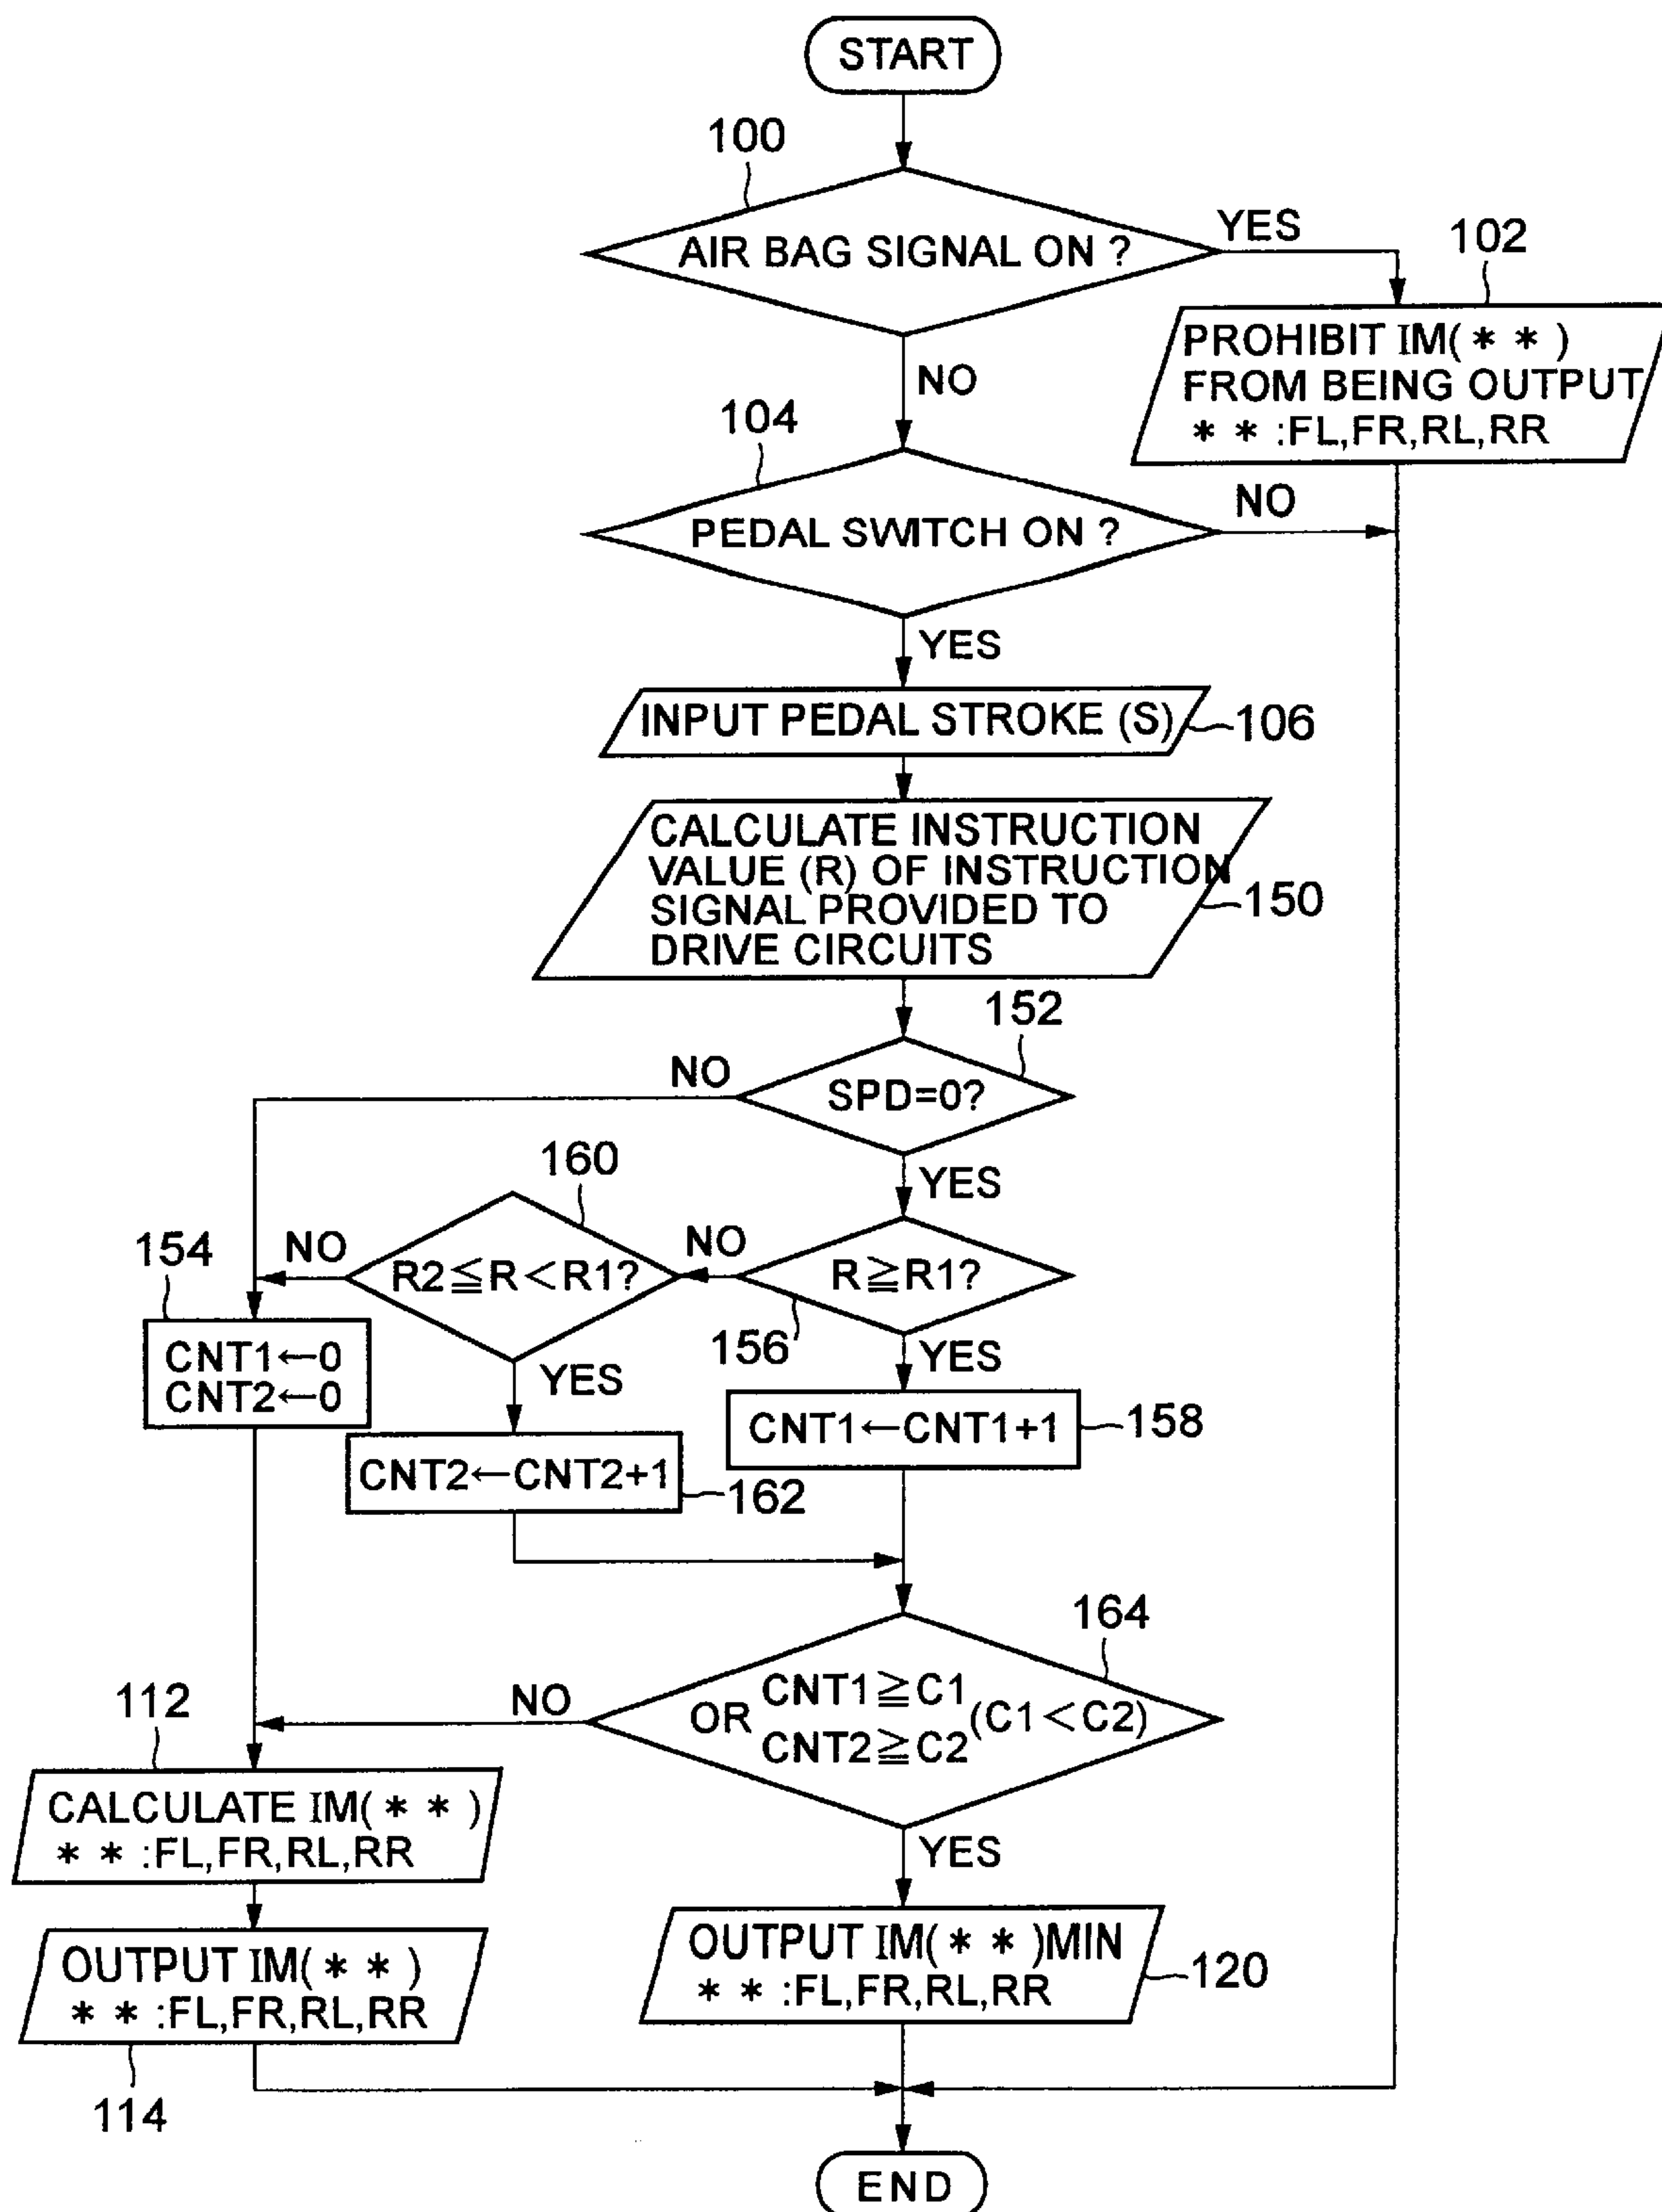 START
100
AIR BAG SIGNAL ON ?
YES
102
PROHIBIT IM( * * )
FROM BEING OUTPUT
* * :FL,FR,RL,RR
NO
104
PEDAL SWITCH ON ?
NO
YES
INPUT PEDAL STROKE (S)
106
CALCULATE INSTRUCTION
VALUE (R) OF INSTRUCTION
SIGNAL PROVIDED TO
DRIVE CIRCUITS
150
152
SPD=0?
NO
YES
160
R2≦R<R1?
NO
NO
R≧R1?
156
154
CNT1←0
CNT2←0
YES
YES
CNT1←CNT1+1
158
CNT2←CNT2+1
162
164
OR CNT1≧C1
CNT2≧C2
(C1<C2)
NO
YES
112
CALCULATE IM( * * )
* * :FL,FR,RL,RR
OUTPUT IM( * * )
* * :FL,FR,RL,RR
114
OUTPUT IM( * * )MIN
* * :FL,FR,RL,RR
120
END